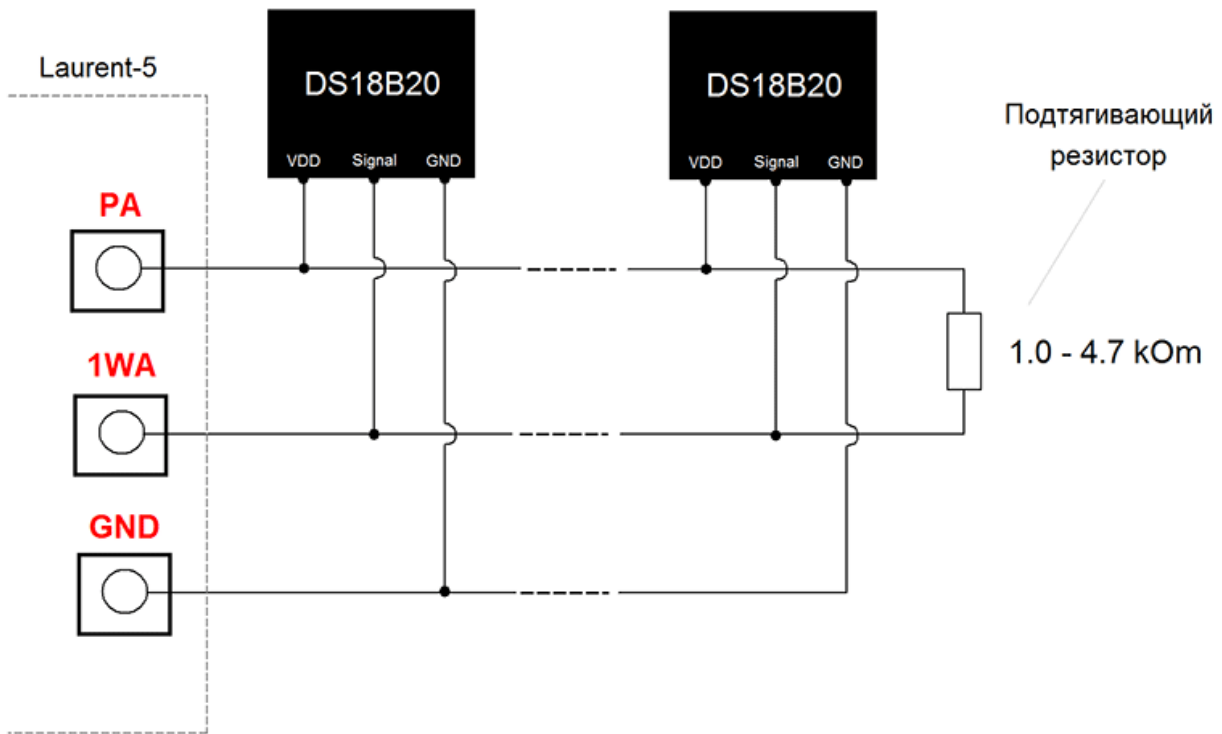 Laurent-5
DS18B20
VDD Signal GND
DS18B20
VDD Signal GND
Подтягивающий
резистор
PA
1WA
GND
1.0 - 4.7 kOm